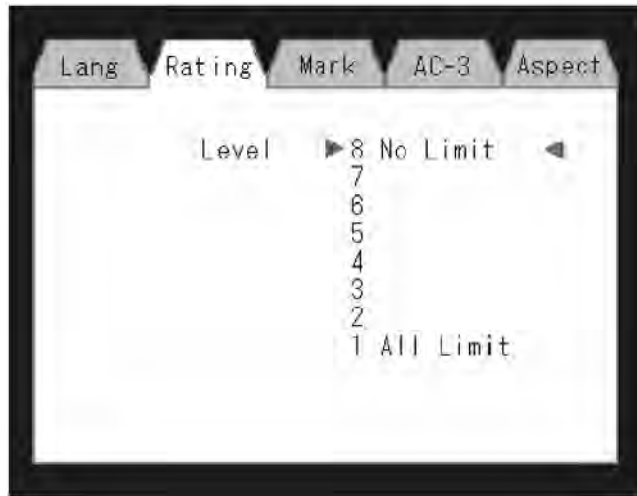 Lang Rating Mark AC-3 Aspect
Level ▶ 8 No Limit ◀
7
6
5
4
3
2
1 All Limit